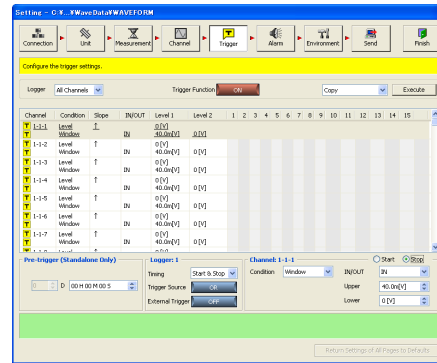 Setting - C:¥...¥WaveData¥WAVEFORM
Connection Unit Measurement Channel Trigger Alarm Environment Send Finish
Configure the trigger settings.
Logger All Channels Trigger Function ON Copy Execute
Channel Condition Slope IN/OUT Level 1 Level 2 1 2 3 4 5 6 7 8 9 10 11 12 13 14 15
T 1-1-1 Level ↑ 0 [V]
T Window IN 40.0m[V] 0 [V]
T 1-1-2 Level ↑ 0 [V]
T Window IN 40.0m[V] 0 [V]
T 1-1-3 Level ↑ 0 [V]
T Window IN 40.0m[V] 0 [V]
T 1-1-4 Level ↑ 0 [V]
T Window IN 40.0m[V] 0 [V]
T 1-1-5 Level ↑ 0 [V]
T Window IN 40.0m[V] 0 [V]
T 1-1-6 Level ↑ 0 [V]
T Window IN 40.0m[V] 0 [V]
T 1-1-7 Level ↑ 0 [V]
T Window IN 40.0m[V] 0 [V]
Pre-trigger (Standalone Only) Logger: 1 Channel: 1-1-1 Start Stop
Timing Start & Stop Condition Window IN/OUT IN
0 D 00 H 00 M 00 S Trigger Source OR Upper 40.0m[V]
External Trigger OFF Lower 0 [V]
Return Settings of All Pages to Defaults